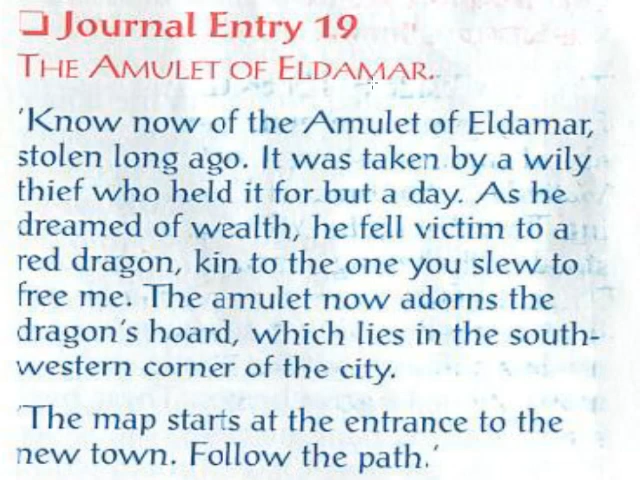 ❑ Journal Entry 19
THE AMULET OF ELDAMAR.
'Know now of the Amulet of Eldamar,
stolen long ago. It was taken by a wily
thief who held it for but a day. As he
dreamed of wealth, he fell victim to a
red dragon, kin to the one you slew to
free me. The amulet now adorns the
dragon's hoard, which lies in the south-
western corner of the city.
'The map starts at the entrance to the
new town. Follow the path.'